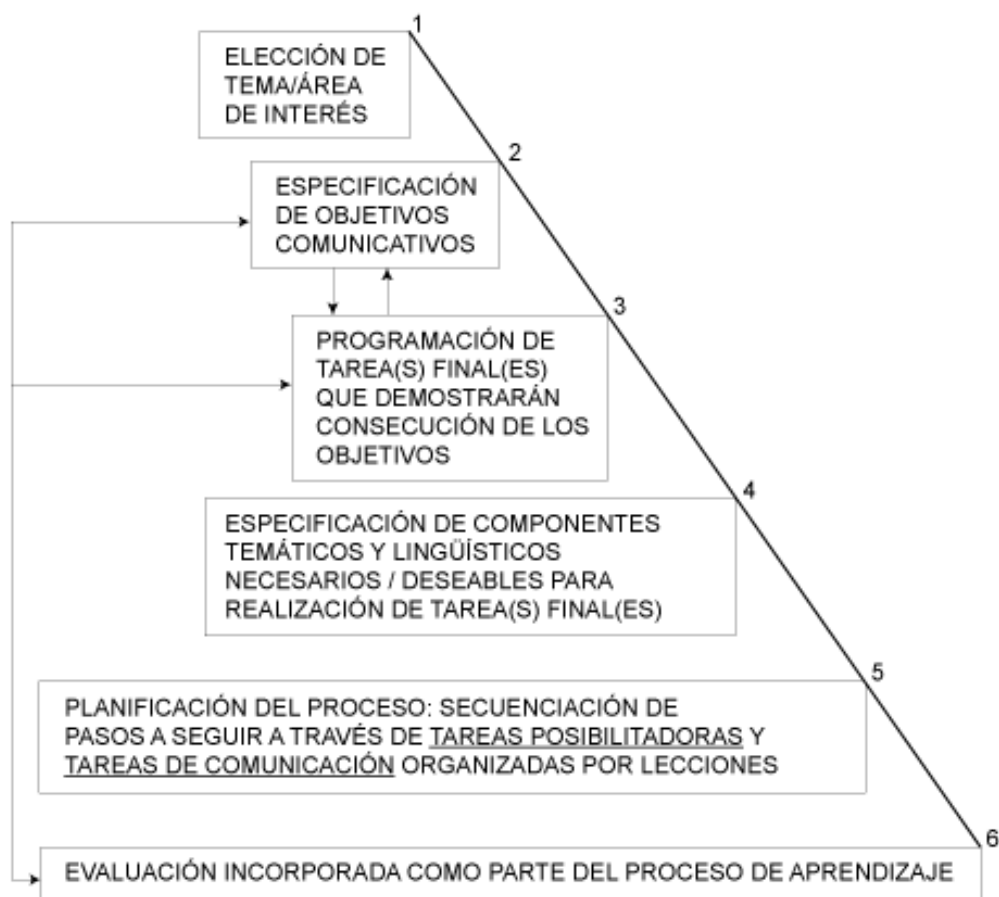 1
ELECCIÓN DE
TEMA/ÁREA
DE INTERÉS
2
ESPECIFICACIÓN
DE OBJETIVOS
COMUNICATIVOS
3
PROGRAMACIÓN DE
TAREA(S) FINAL(ES)
QUE DEMOSTRARÁN
CONSECUCIÓN DE LOS
OBJETIVOS
4
ESPECIFICACIÓN DE COMPONENTES
TEMÁTICOS Y LINGÜÍSTICOS
NECESARIOS / DESEABLES PARA
REALIZACIÓN DE TAREA(S) FINAL(ES)
5
PLANIFICACIÓN DEL PROCESO: SECUENCIACIÓN DE
PASOS A SEGUIR A TRAVÉS DE TAREAS POSIBILITADORAS Y
TAREAS DE COMUNICACIÓN ORGANIZADAS POR LECCIONES
6
EVALUACIÓN INCORPORADA COMO PARTE DEL PROCESO DE APRENDIZAJE